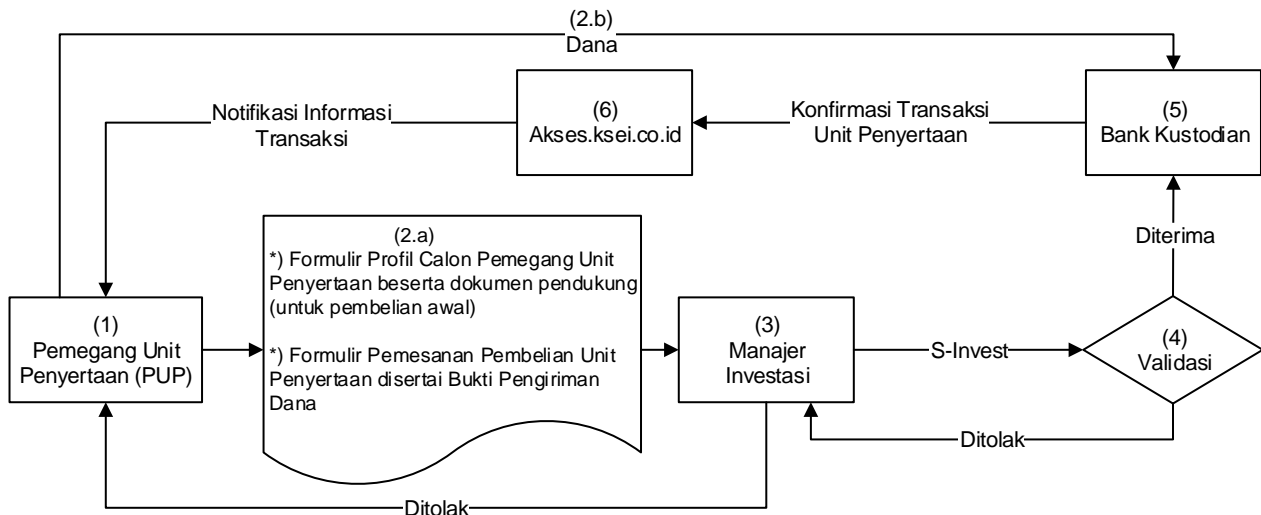 (2.b)
Dana
Notifikasi Informasi
Transaksi
(6)
Akses.ksei.co.id
Konfirmasi Transaksi
Unit Penyertaan
(5)
Bank Kustodian
(2.a)
*) Formulir Profil Calon Pemegang Unit
Penyertaan beserta dokumen pendukung
(untuk pembelian awal)
*) Formulir Pemesanan Pembelian Unit
Penyertaan disertai Bukti Pengiriman
Dana
Diterima
(1)
Pemegang Unit
Penyertaan (PUP)
(3)
Manajer
Investasi
S-Invest
(4)
Validasi
Ditolak
Ditolak